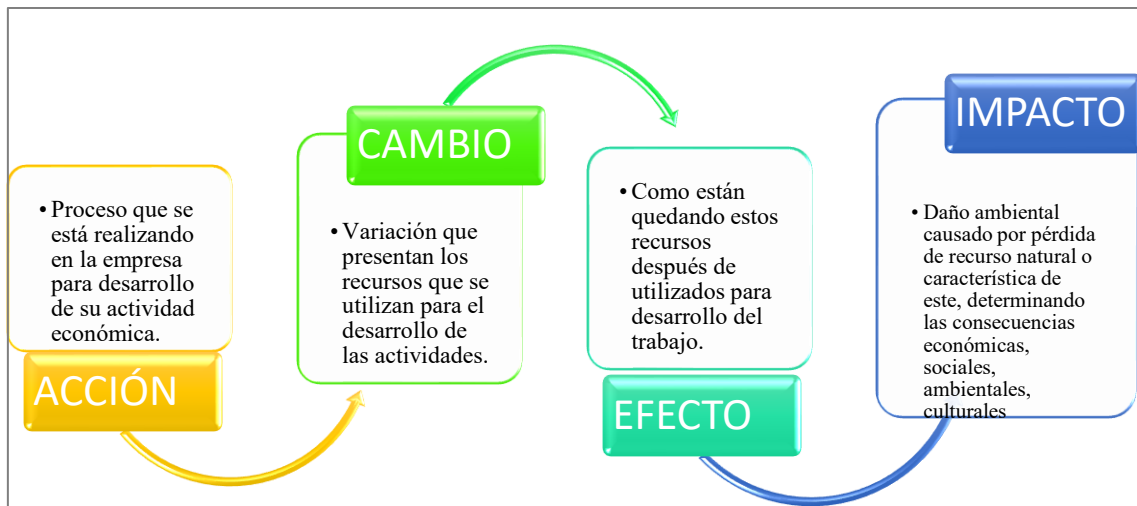 • Proceso que se
está realizando
en la empresa
para desarrollo
de su actividad
económica.
ACCIÓN
CAMBIO
• Variación que
presentan los
recursos que se
utilizan para el
desarrollo de
las actividades.
• Como están
quedando estos
recursos
después de
utilizados para
desarrollo del
trabajo.
EFECTO
IMPACTO
• Daño ambiental
causado por pérdida
de recurso natural o
característica de
este, determinando
las consecuencias
económicas,
sociales,
ambientales,
culturales